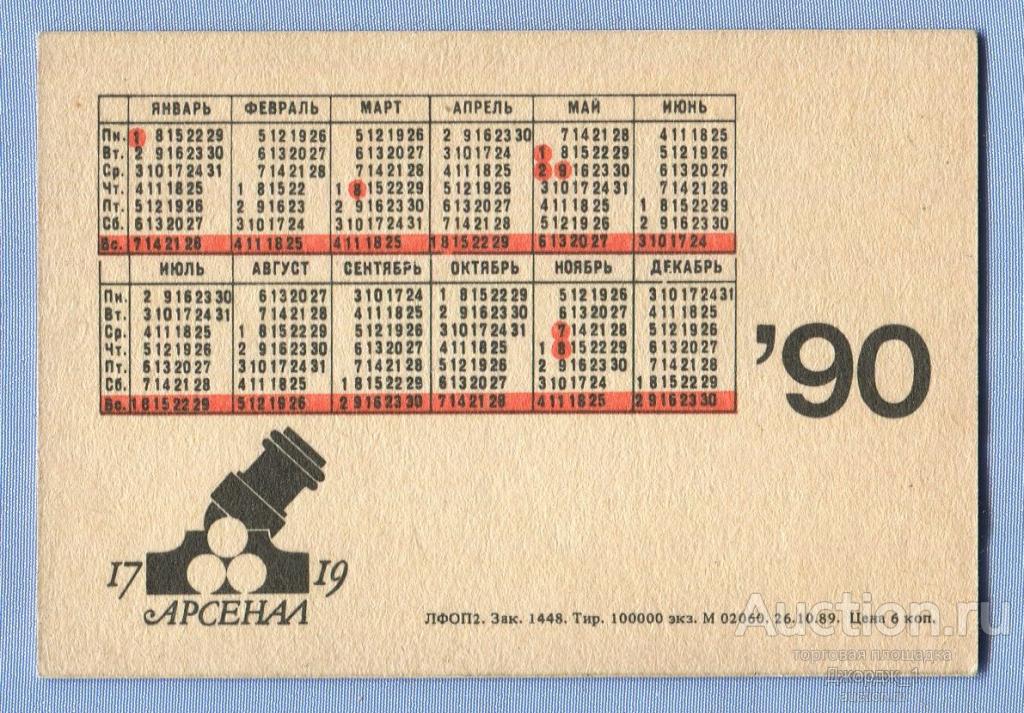 ЯНВАРЬ ФЕВРАЛЬ МАРТ АПРЕЛЬ МАЙ ИЮНЬ
Пн. 1 8 15 22 29 5 12 19 26 5 12 19 26 2 9 16 23 30 7 14 21 28 4 11 18 25
Вт. 2 9 16 23 30 6 13 20 27 6 13 20 27 3 10 17 24 1 8 15 22 29 5 12 19 26
Ср. 3 10 17 24 31 7 14 21 28 7 14 21 28 4 11 18 25 2 9 16 23 30 6 13 20 27
Чт. 4 11 18 25 1 8 15 22 1 8 15 22 29 5 12 19 26 3 10 17 24 31 7 14 21 28
Пт. 5 12 19 26 2 9 16 23 2 9 16 23 30 6 13 20 27 4 11 18 25 1 8 15 22 29
Сб. 6 13 20 27 3 10 17 24 3 10 17 24 31 7 14 21 28 5 12 19 26 2 9 16 23 30
Вс. 7 14 21 28 4 11 18 25 4 11 18 25 1 8 15 22 29 6 13 20 27 3 10 17 24
ИЮЛЬ АВГУСТ СЕНТЯБРЬ ОКТЯБРЬ НОЯБРЬ ДЕКАБРЬ
Пн. 2 9 16 23 30 6 13 20 27 3 10 17 24 1 8 15 22 29 5 12 19 26 3 10 17 24 31
Вт. 3 10 17 24 31 7 14 21 28 4 11 18 25 2 9 16 23 30 6 13 20 27 4 11 18 25
Ср. 4 11 18 25 1 8 15 22 29 5 12 19 26 3 10 17 24 31 7 14 21 28 5 12 19 26
Чт. 5 12 19 26 2 9 16 23 30 6 13 20 27 4 11 18 25 1 8 15 22 29 6 13 20 27
Пт. 6 13 20 27 3 10 17 24 31 7 14 21 28 5 12 19 26 2 9 16 23 30 7 14 21 28
Сб. 7 14 21 28 4 11 18 25 1 8 15 22 29 6 13 20 27 3 10 17 24 1 8 15 22 29
Вс. 1 8 15 22 29 5 12 19 26 2 9 16 23 30 7 14 21 28 4 11 18 25 2 9 16 23 30
'90
17 19
АРСЕНАЛ
ЛФОП2. Зак. 1448. Тир. 100000 экз. М 02060. 26.10.89. Цена 6 коп.
Auction.ru
торговая площадка
Джордж_1
auction.ru